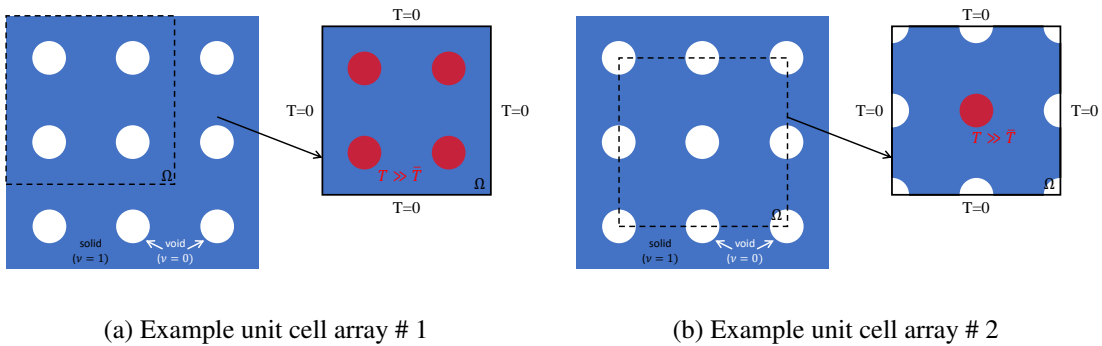 T=0
T=0
T=0
T ≫ T̄
Ω
T=0
Ω
solid
(ν = 1)
void
(ν = 0)
(a) Example unit cell array # 1
T=0
T=0
T=0
T ≫ T̄
Ω
T=0
Ω
solid
(ν = 1)
void
(ν = 0)
(b) Example unit cell array # 2